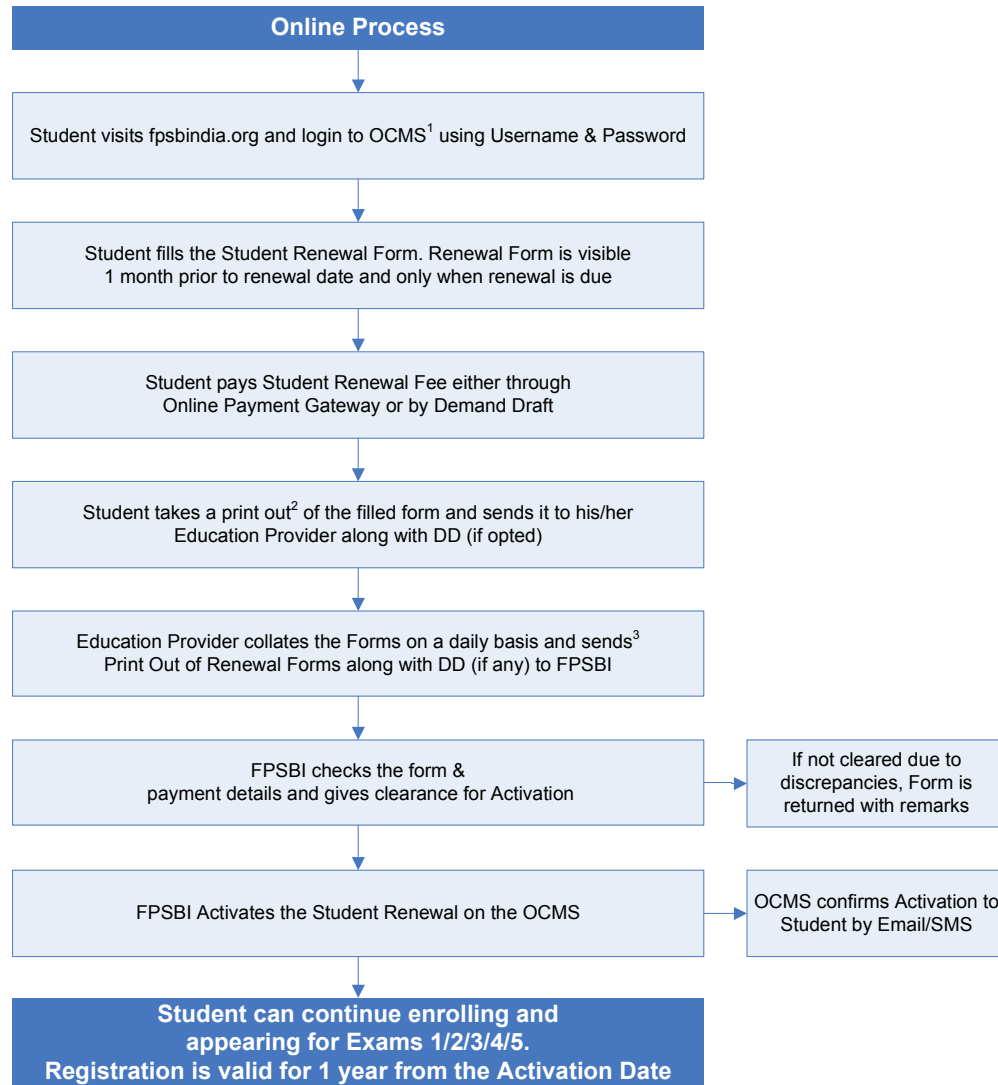 Online Process
Student visits fpsbindia.org and login to OCMS¹ using Username & Password
Student fills the Student Renewal Form. Renewal Form is visible
1 month prior to renewal date and only when renewal is due
Student pays Student Renewal Fee either through
Online Payment Gateway or by Demand Draft
Student takes a print out² of the filled form and sends it to his/her
Education Provider along with DD (if opted)
Education Provider collates the Forms on a daily basis and sends³
Print Out of Renewal Forms along with DD (if any) to FPSBI
FPSBI checks the form &
payment details and gives clearance for Activation
If not cleared due to
discrepancies, Form is
returned with remarks
FPSBI Activates the Student Renewal on the OCMS
OCMS confirms Activation to
Student by Email/SMS
Student can continue enrolling and
appearing for Exams 1/2/3/4/5.
Registration is valid for 1 year from the Activation Date